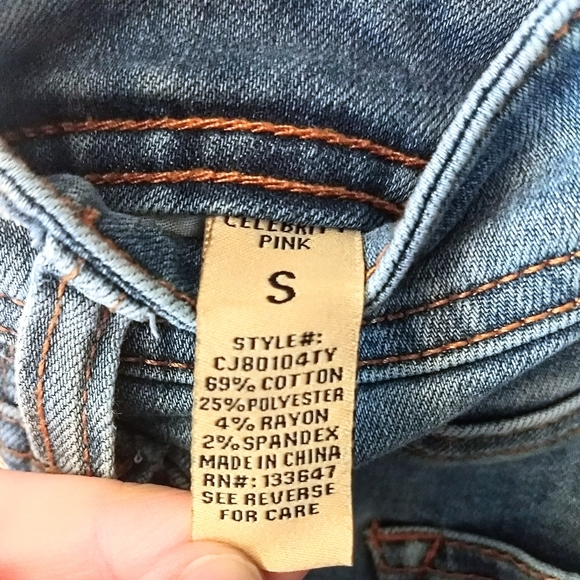 CELEBRITY
PINK
S
STYLE#:
CJ80104TY
69% COTTON
25% POLYESTER
4% RAYON
2% SPANDEX
MADE IN CHINA
RN#: 133647
SEE REVERSE
FOR CARE